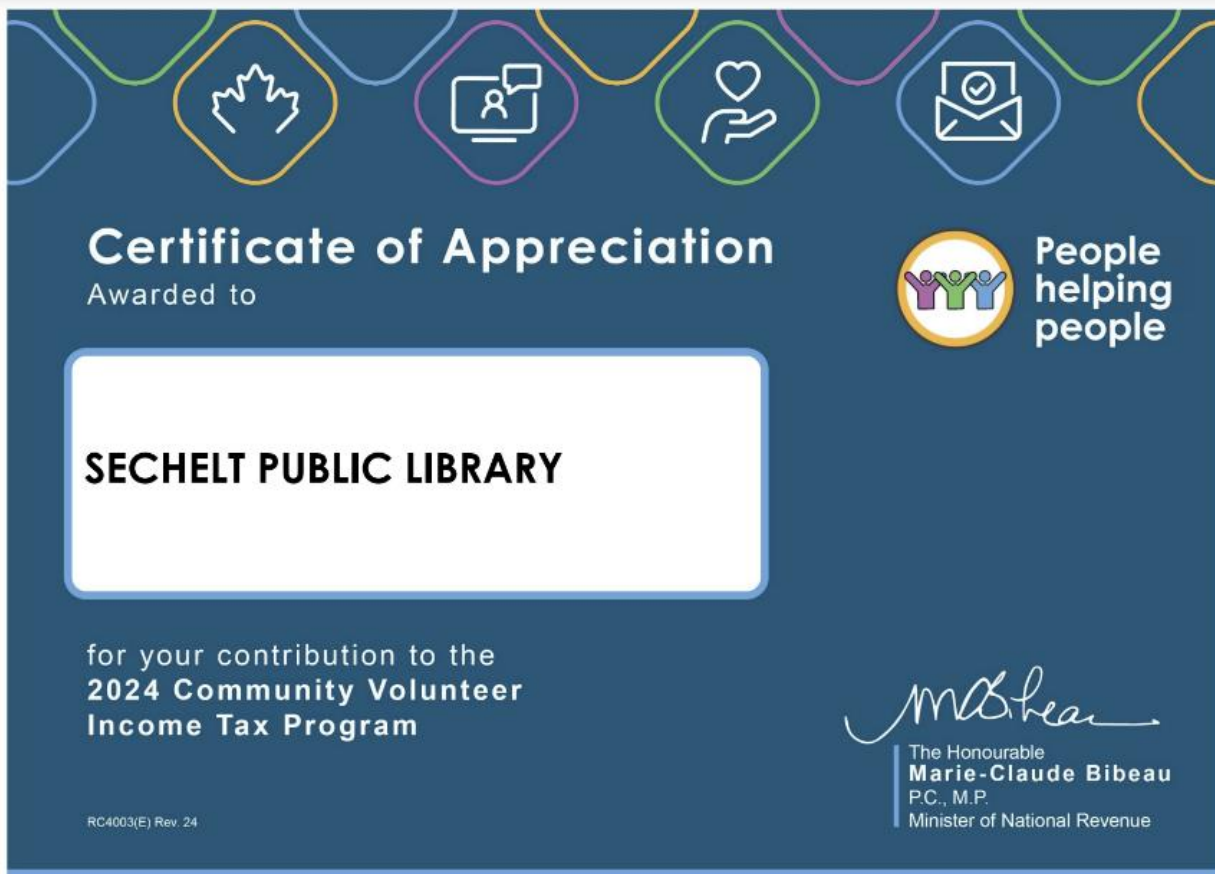 Certificate of Appreciation
Awarded to
People
helping
people
SECHELT PUBLIC LIBRARY
for your contribution to the
2024 Community Volunteer
Income Tax Program
MCBibeau
The Honourable
Marie-Claude Bibeau
P.C., M.P.
Minister of National Revenue
RC4003(E) Rev. 24